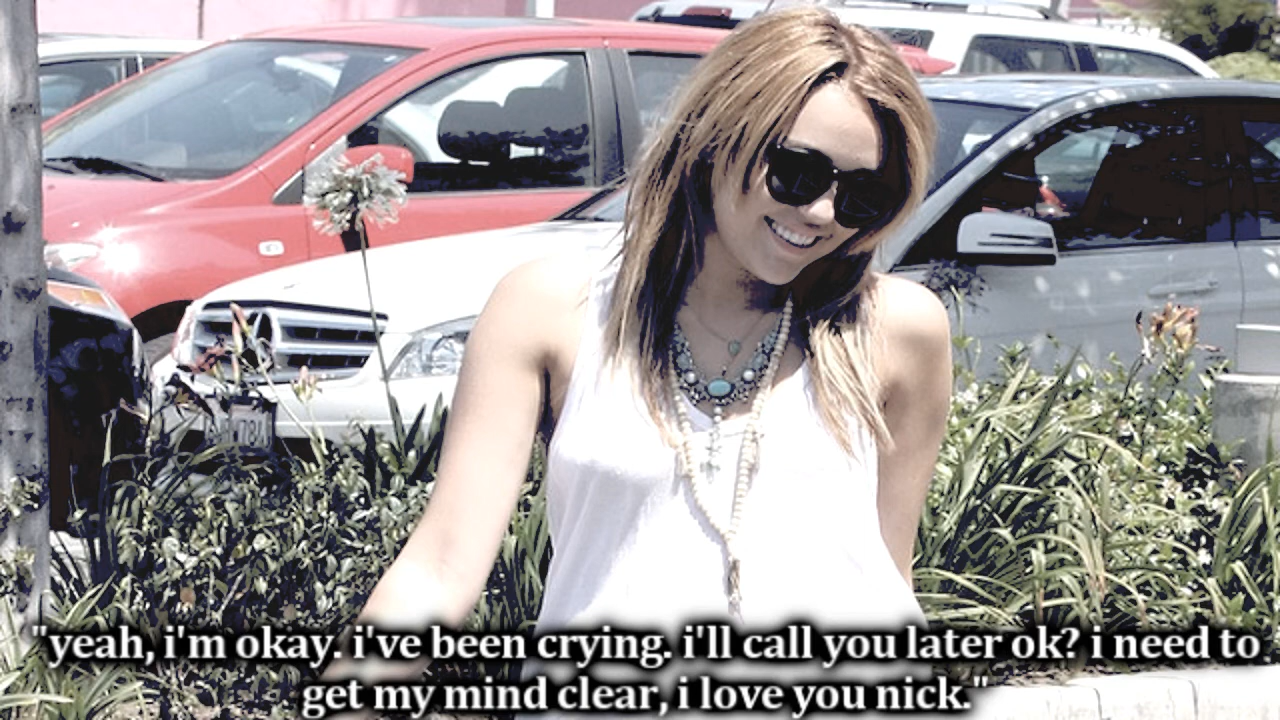 "yeah, i'm okay. i've been crying. i'll call you later ok? i need to
get my mind clear, i love you nick."